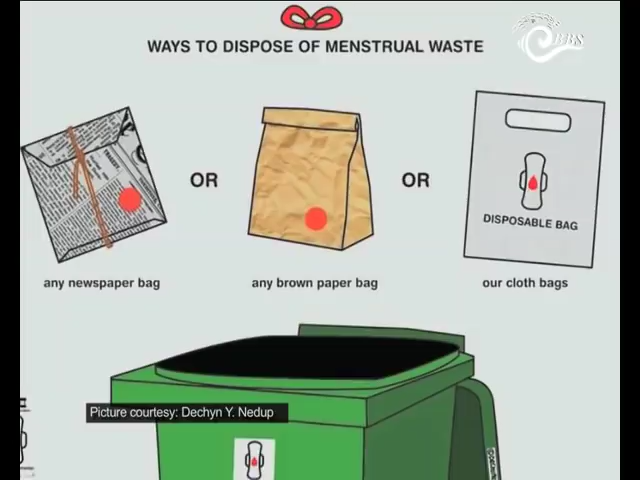 BBS
WAYS TO DISPOSE OF MENSTRUAL WASTE
OR
OR
DISPOSABLE BAG
any newspaper bag
any brown paper bag
our cloth bags
Picture courtesy: Dechyn Y. Nedup